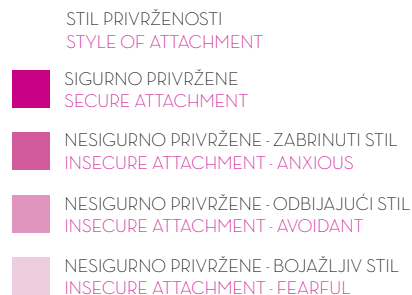 STIL PRIVRŽENOSTI
STYLE OF ATTACHMENT
SIGURNO PRIVRŽENE
SECURE ATTACHMENT
NESIGURNO PRIVRŽENE - ZABRINUTI STIL
INSECURE ATTACHMENT - ANXIOUS
NESIGURNO PRIVRŽENE - ODBIJAJUĆI STIL
INSECURE ATTACHMENT - AVOIDANT
NESIGURNO PRIVRŽENE - BOJAŽLJIV STIL
INSECURE ATTACHMENT - FEARFUL